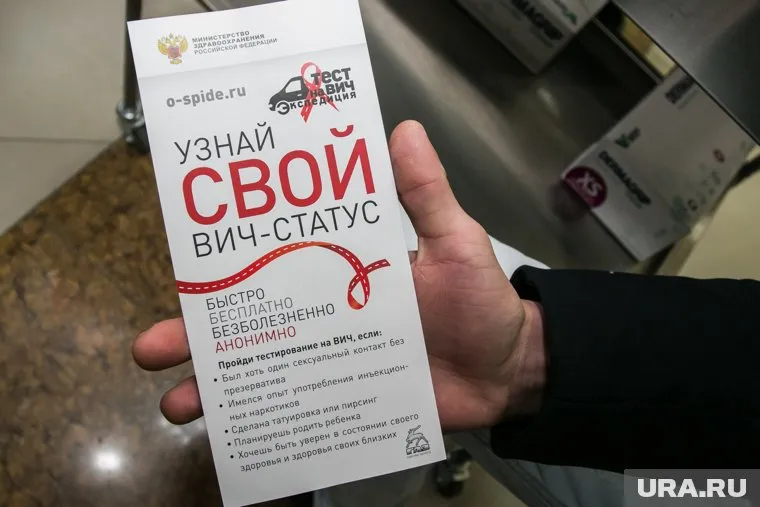 МИНИСТЕРСТВО
ЗДРАВООХРАНЕНИЯ
РОССИЙСКОЙ ФЕДЕРАЦИИ
o-spide.ru
ТЕСТ
НА ВИЧ
ЭКСПЕДИЦИЯ
УЗНАЙ
СВОЙ
ВИЧ-СТАТУС
БЫСТРО
БЕСПЛАТНО
БЕЗБОЛЕЗНЕННО
АНОНИМНО
Пройди тестирование на ВИЧ, если:
• Был хоть один сексуальный контакт без
презерватива
• Имелся опыт употребления инъекцион-
ных наркотиков
• Сделана татуировка или пирсинг
• Планируешь родить ребенка
• Хочешь быть уверен в состоянии своего
здоровья и здоровья своих близких
DERMAGRIP
XS
URA.RU